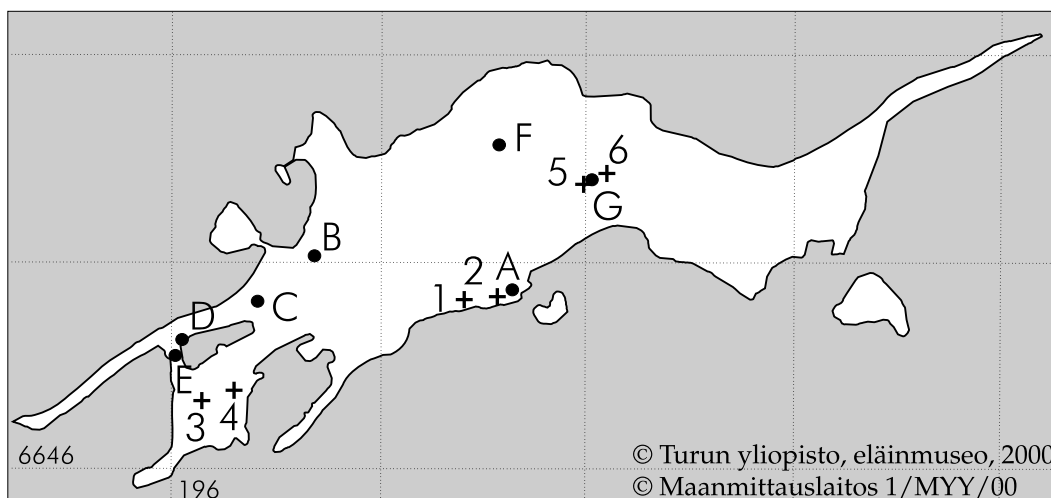 F
6
5
G
B
A
2
1
C
D
E
4
3
6646
196
© Turun yliopisto, eläinmuseo, 2000
© Maanmittauslaitos 1/MYY/00